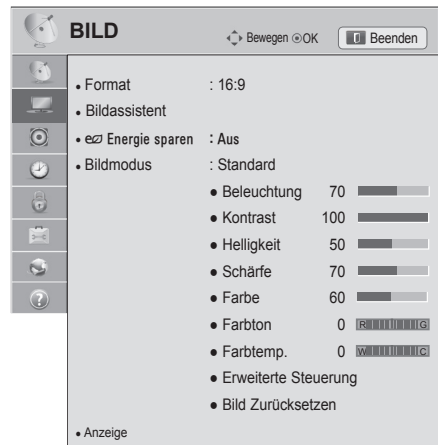 BILD Bewegen OK Beenden
• Format : 16:9
• Bildassistent
• Energie sparen : Aus
• Bildmodus : Standard
• Beleuchtung 70
• Kontrast 100
• Helligkeit 50
• Schärfe 70
• Farbe 60
• Farbton 0 R G
• Farbtemp. 0 W C
• Erweiterte Steuerung
• Bild Zurücksetzen
• Anzeige